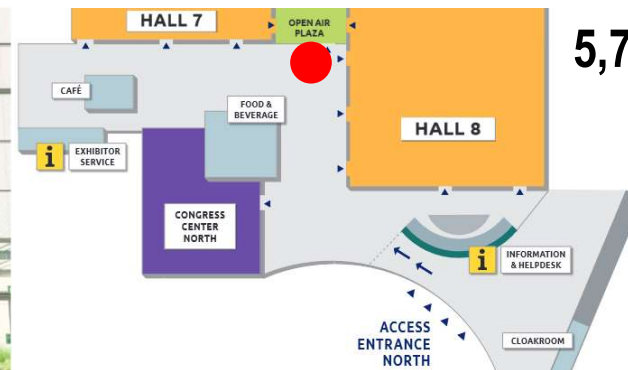 HALL 7
OPEN AIR
PLAZA
5,7
CAFÉ
FOOD &
BEVERAGE
HALL 8
i
EXHIBITOR
SERVICE
CONGRESS
CENTER
NORTH
i
INFORMATION
& HELPDESK
ACCESS
ENTRANCE
NORTH
CLOAKROOM